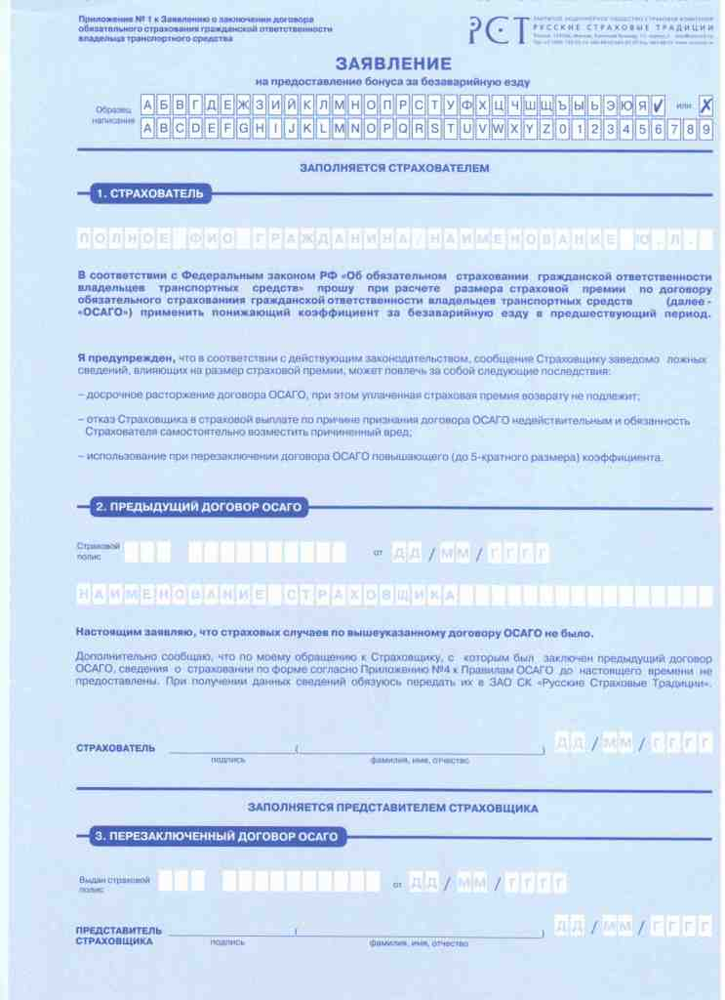 Приложение № 1 к Заявлению о заключении договора
обязательного страхования гражданской ответственности
владельца транспортного средства
РСТ
ЗАКРЫТОЕ АКЦИОНЕРНОЕ ОБЩЕСТВО СТРАХОВАЯ КОМПАНИЯ
РУССКИЕ СТРАХОВЫЕ ТРАДИЦИИ
ЗАЯВЛЕНИЕ
на предоставление бонуса за безаварийную езду
Образец
написания
А Б В Г Д Е Ж З И Й К Л М Н О П Р С Т У Ф Х Ц Ч Ш Щ Ъ Ы Ь Э Ю Я ✓ или ✗
A B C D E F G H I J K L M N O P Q R S T U V W X Y Z 0 1 2 3 4 5 6 7 8 9
ЗАПОЛНЯЕТСЯ СТРАХОВАТЕЛЕМ
1. СТРАХОВАТЕЛЬ
ПОЛНОЕ ФИО ГРАЖДАНИНА/НАИМЕНОВАНИЕ Ю.Л.
В соответствии с Федеральным законом РФ «Об обязательном страховании гражданской ответственности
владельцев транспортных средств» прошу при расчете размера страховой премии по договору
обязательного страхованиия гражданской ответственности владельцев транспортных средств (далее -
«ОСАГО») применить понижающий коэффициент за безаварийную езду в предшествующий период.
Я предупрежден, что в соответствии с действующим законодательством, сообщение Страховщику заведомо ложных
сведений, влияющих на размер страховой премии, может повлечь за собой следующие последствия:
– досрочное расторжение договора ОСАГО, при этом уплаченная страховая премия возврату не подлежит;
– отказ Страховщика в страховой выплате по причине признания договора ОСАГО недействительным и обязанность
Страхователя самостоятельно возместить причиненный вред;
– использование при перезаключении договора ОСАГО повышающего (до 5-кратного размера) коэффициента.
2. ПРЕДЫДУЩИЙ ДОГОВОР ОСАГО
Страховой
полис
от ДД / ММ / ГГГГ
НАИМЕНОВАНИЕ СТРАХОВЩИКА
Настоящим заявляю, что страховых случаев по вышеуказанному договору ОСАГО не было.
Дополнительно сообщаю, что по моему обращению к Страховщику, с которым был заключен предыдущий договор
ОСАГО, сведения о страховании по форме согласно Приложению №4 к Правилам ОСАГО до настоящего времени не
предоставлены. При получении данных сведений обязуюсь передать их в ЗАО СК «Русские Страховые Традиции».
СТРАХОВАТЕЛЬ ( ) ДД / ММ / ГГГГ
подпись фамилия, имя, отчество
ЗАПОЛНЯЕТСЯ ПРЕДСТАВИТЕЛЕМ СТРАХОВЩИКА
3. ПЕРЕЗАКЛЮЧЕННЫЙ ДОГОВОР ОСАГО
Выдан страховой
полис
от ДД / ММ / ГГГГ
ПРЕДСТАВИТЕЛЬ
СТРАХОВЩИКА ( ) ДД / ММ / ГГГГ
подпись фамилия, имя, отчество